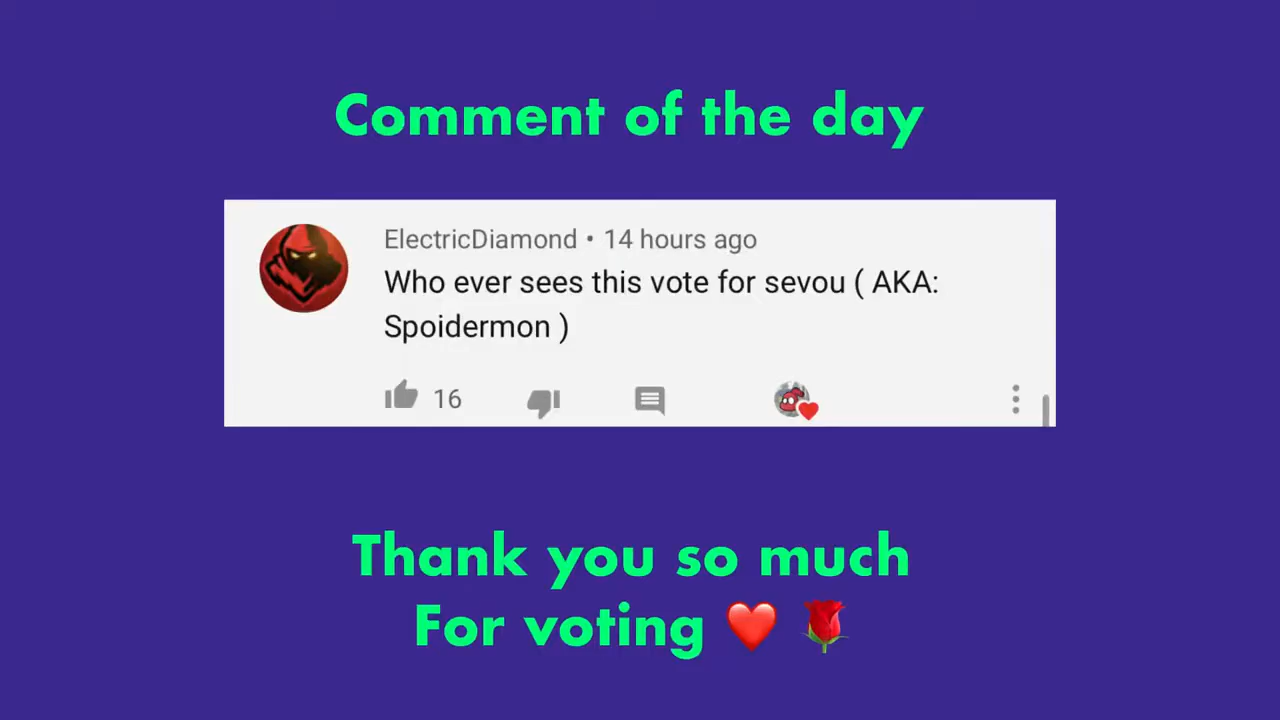 Comment of the day
ElectricDiamond • 14 hours ago
Who ever sees this vote for sevou ( AKA:
Spoidermon )
16
Thank you so much
For voting ❤️ 🌹